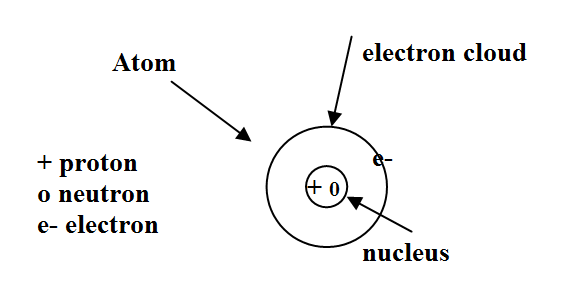 electron cloud
Atom
+ proton
o neutron
e- electron
e-
+ 0
nucleus